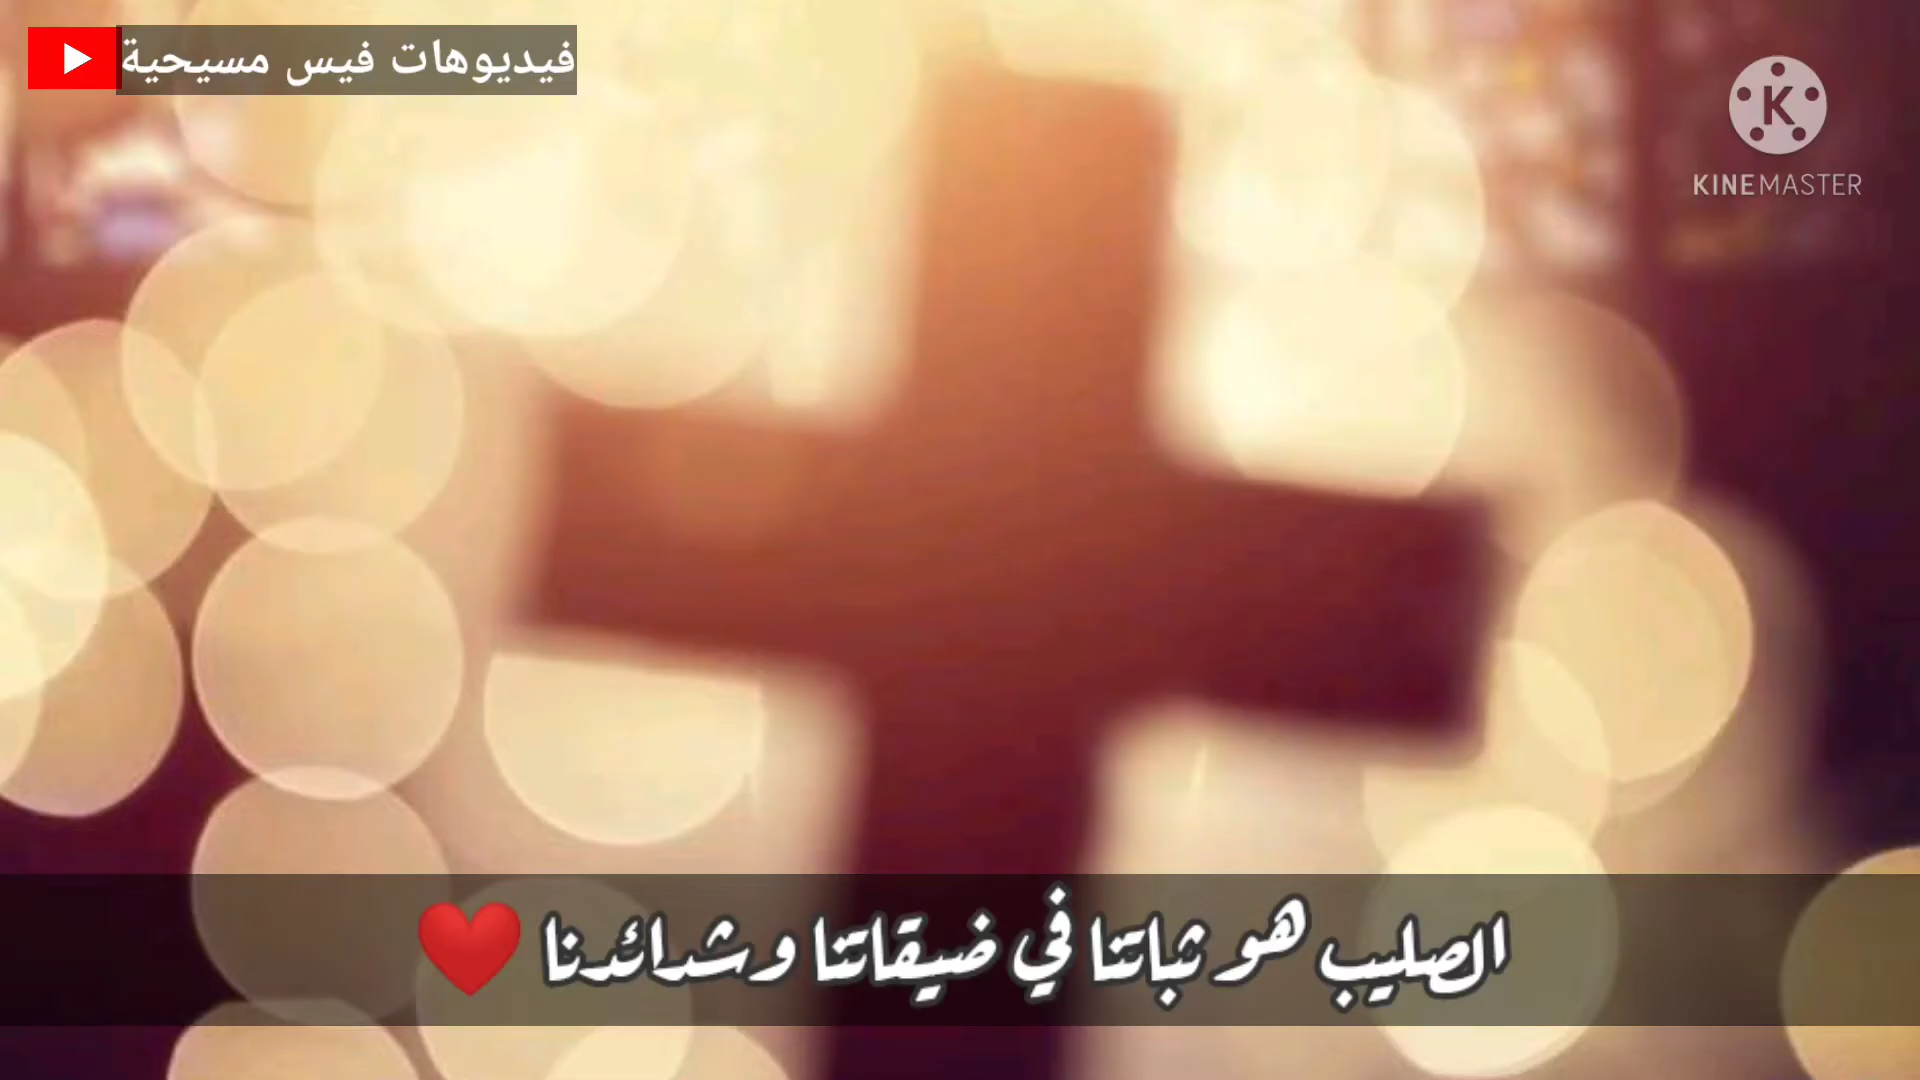 فيديوهات فيس مسيحية
K
KINEMASTER
الصليب هو ثباتنا في ضيقاتنا وشدائدنا ❤️